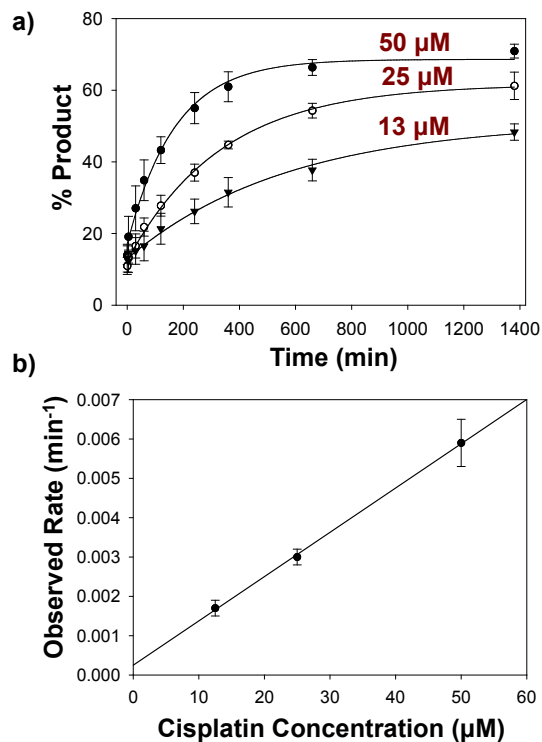 a)
80
60
40
20
0
% Product
50 µM
25 µM
13 µM
0 200 400 600 800 1000 1200 1400
Time (min)
b)
0.007
0.006
0.005
0.004
0.003
0.002
0.001
0.000
Observed Rate (min⁻¹)
0 10 20 30 40 50 60
Cisplatin Concentration (µM)